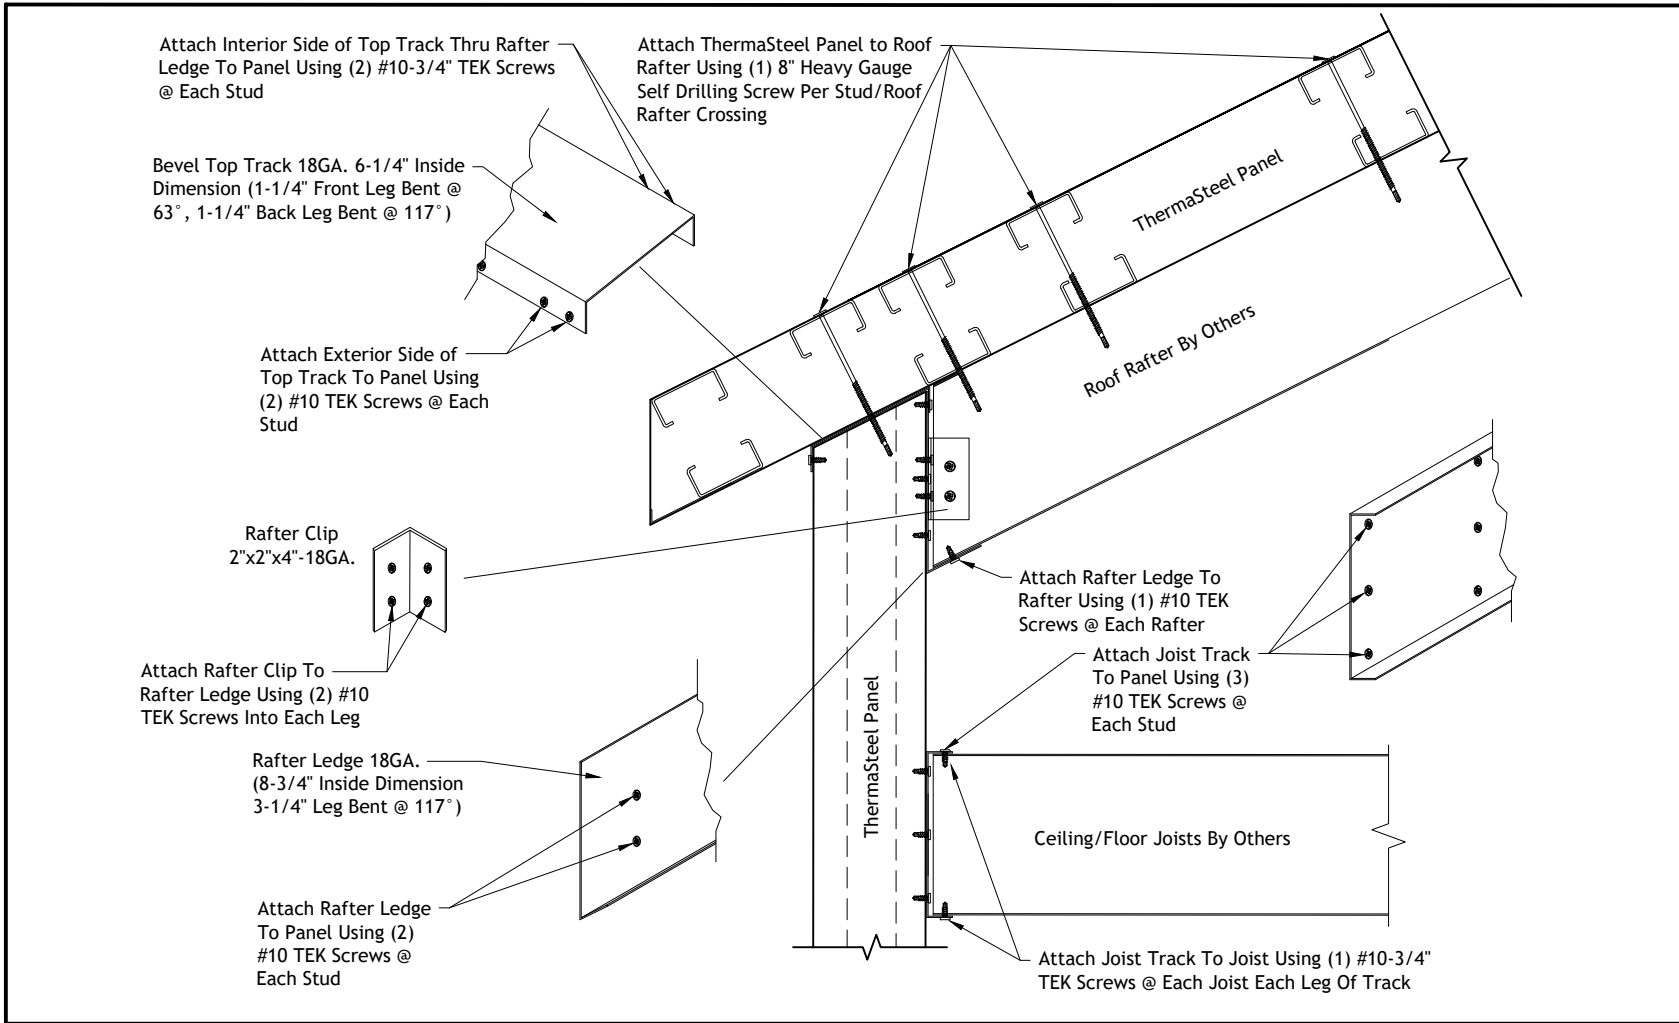 Attach Interior Side of Top Track Thru Rafter
Ledge To Panel Using (2) #10-3/4" TEK Screws
@ Each Stud
Attach ThermaSteel Panel to Roof
Rafter Using (1) 8" Heavy Gauge
Self Drilling Screw Per Stud/Roof
Rafter Crossing
Bevel Top Track 18GA. 6-1/4" Inside
Dimension (1-1/4" Front Leg Bent @
63°, 1-1/4" Back Leg Bent @ 117°)
ThermaSteel Panel
Roof Rafter By Others
Attach Exterior Side of
Top Track To Panel Using
(2) #10 TEK Screws @ Each
Stud
Rafter Clip
2"x2"x4"-18GA.
Attach Rafter Ledge To
Rafter Using (1) #10 TEK
Screws @ Each Rafter
Attach Rafter Clip To
Rafter Ledge Using (2) #10
TEK Screws Into Each Leg
Attach Joist Track
To Panel Using (3)
#10 TEK Screws @
Each Stud
ThermaSteel Panel
Rafter Ledge 18GA.
(8-3/4" Inside Dimension
3-1/4" Leg Bent @ 117°)
Ceiling/Floor Joists By Others
Attach Rafter Ledge
To Panel Using (2)
#10 TEK Screws @
Each Stud
Attach Joist Track To Joist Using (1) #10-3/4"
TEK Screws @ Each Joist Each Leg Of Track